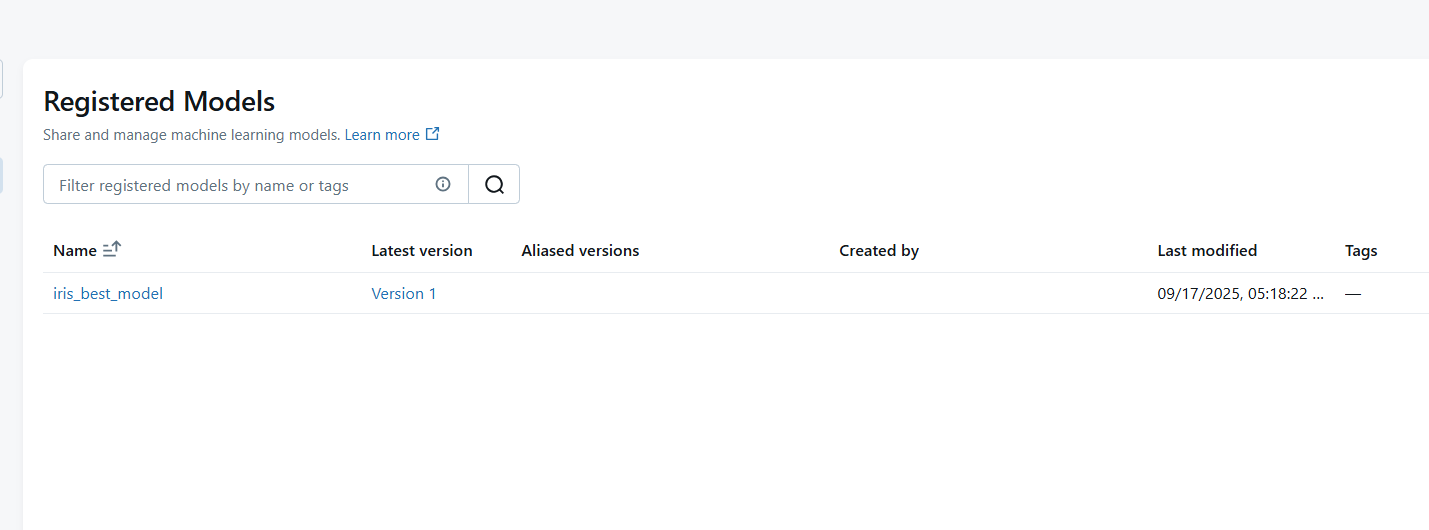 Registered Models
Share and manage machine learning models. Learn more
Filter registered models by name or tags
Name Latest version Aliased versions Created by Last modified Tags
iris_best_model Version 1 09/17/2025, 05:18:22 ... —